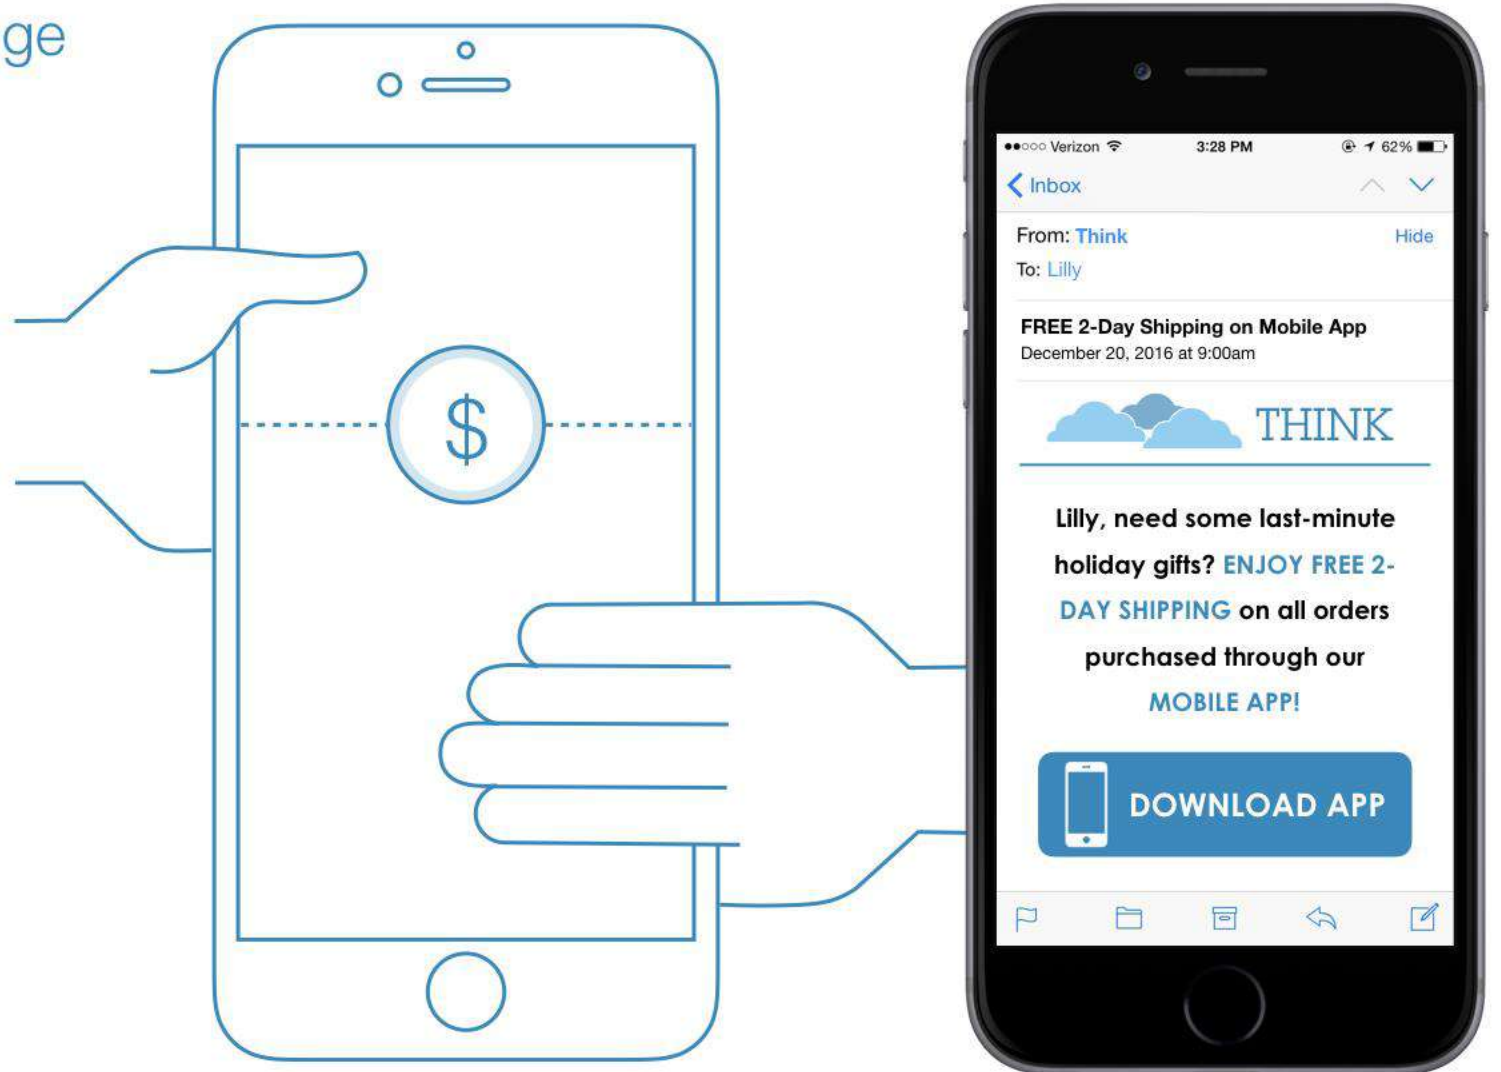 ge
$
Verizon
3:28 PM
62%
Inbox
From: Think
Hide
To: Lilly
FREE 2-Day Shipping on Mobile App
December 20, 2016 at 9:00am
THINK
Lilly, need some last-minute
holiday gifts? ENJOY FREE 2-
DAY SHIPPING on all orders
purchased through our
MOBILE APP!
DOWNLOAD APP